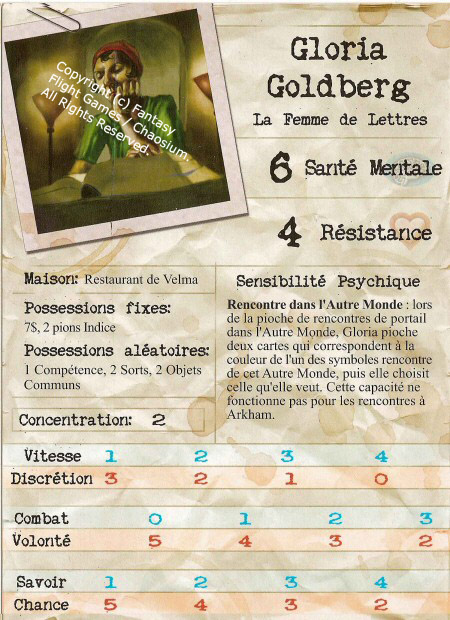 Copyright (c) Fantasy
Flight Games / Chaosium.
All Rights Reserved.
Gloria
Goldberg
La Femme de Lettres
6 Santé Mentale
4 Résistance
Maison: Restaurant de Velma
Possessions fixes:
7$, 2 pions Indice
Possessions aléatoires:
1 Compétence, 2 Sorts, 2 Objets
Communs
Concentration: 2
Sensibilité Psychique
Rencontre dans l'Autre Monde : lors
de la pioche de rencontres de portail
dans l'Autre Monde, Gloria pioche
deux cartes qui correspondent à la
couleur de l'un des symboles rencontre
de cet Autre Monde, puis elle choisit
celle qu'elle veut. Cette capacité ne
fonctionne pas pour les rencontres à
Arkham.
Vitesse 1 2 3 4
Discrétion 3 2 1 0
Combat 0 1 2 3
Volonté 5 4 3 2
Savoir 1 2 3 4
Chance 5 4 3 2